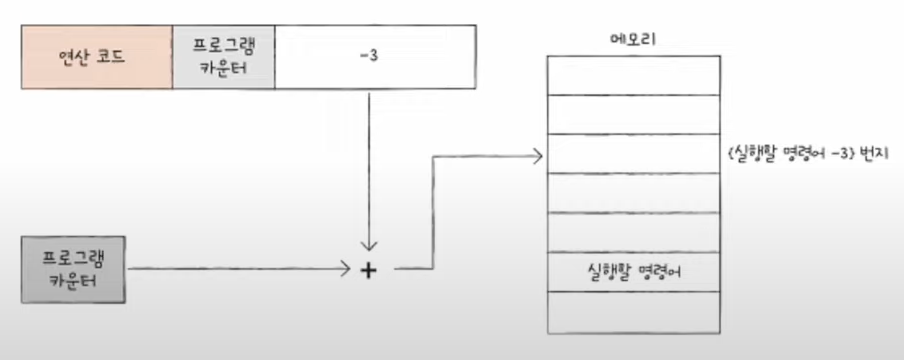 연산 코드
프로그램
카운터
-3
메모리
{실행할 명령어 -3} 번지
프로그램
카운터
+
실행할 명령어